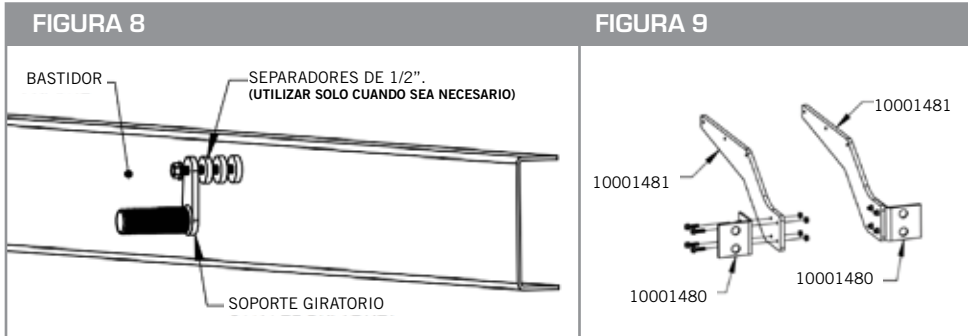 FIGURA 8
BASTIDOR
SEPARADORES DE 1/2”.
(UTILIZAR SOLO CUANDO SEA NECESARIO)
SOPORTE GIRATORIO
FIGURA 9
10001481
10001481
10001480
10001480